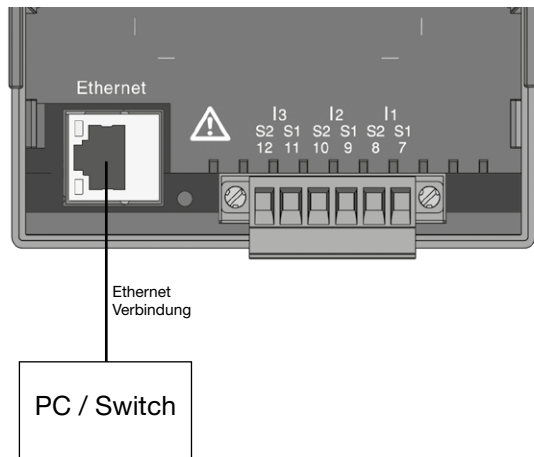 Ethernet
I3 I2 I1
S2 S1 S2 S1 S2 S1
12 11 10 9 8 7
Ethernet
Verbindung
PC / Switch